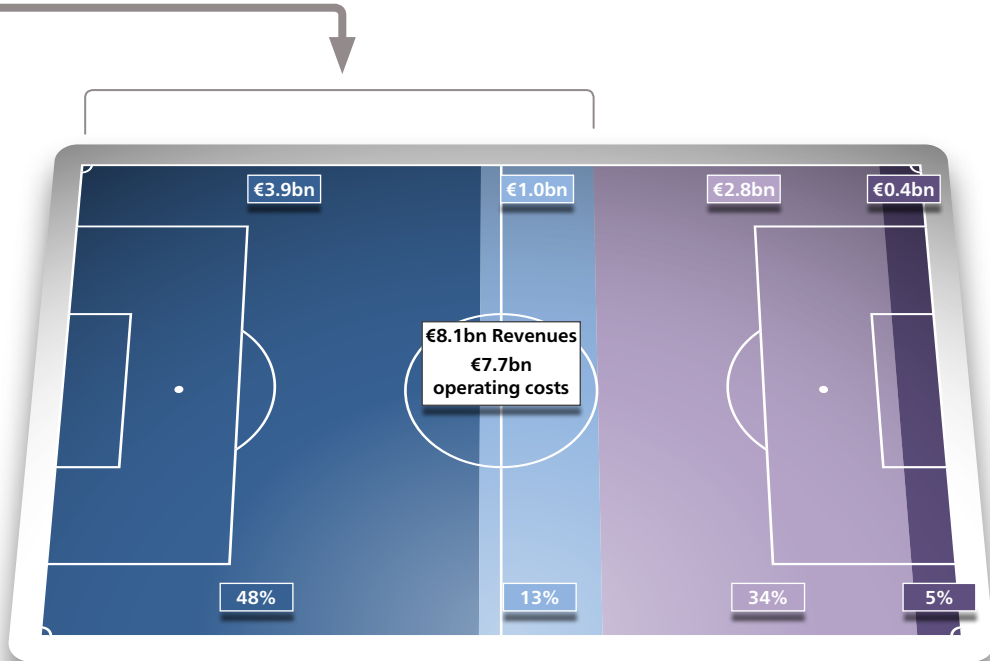 €3.9bn
€1.0bn
€2.8bn
€0.4bn
€8.1bn Revenues
€7.7bn
operating costs
48%
13%
34%
5%